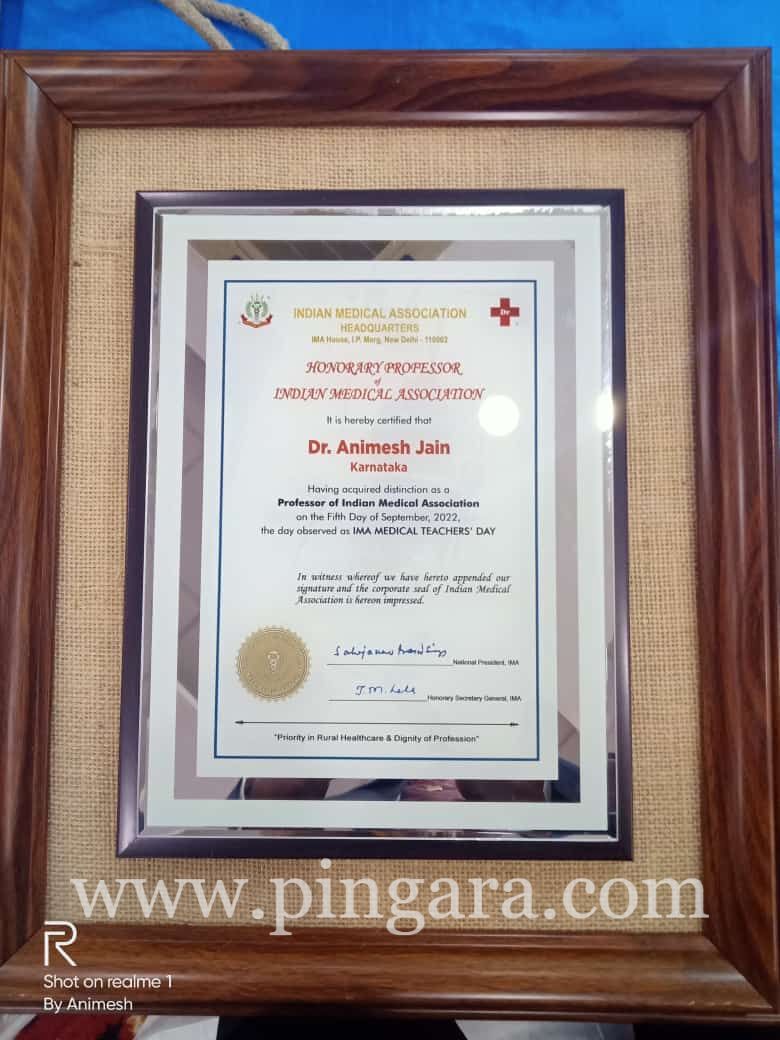 INDIAN MEDICAL ASSOCIATION
HEADQUARTERS
IMA House, I.P. Marg, New Delhi - 110002
Dr
HONORARY PROFESSOR
of
INDIAN MEDICAL ASSOCIATION
It is hereby certified that
Dr. Animesh Jain
Karnataka
Having acquired distinction as a
Professor of Indian Medical Association
on the Fifth Day of September, 2022,
the day observed as IMA MEDICAL TEACHERS' DAY
In witness whereof we have hereto appended our
signature and the corporate seal of Indian Medical
Association is hereon impressed.
National President, IMA
J.M. Lele
Honorary Secretary General, IMA
"Priority in Rural Healthcare & Dignity of Profession"
www.pingara.com
R
Shot on realme 1
By Animesh